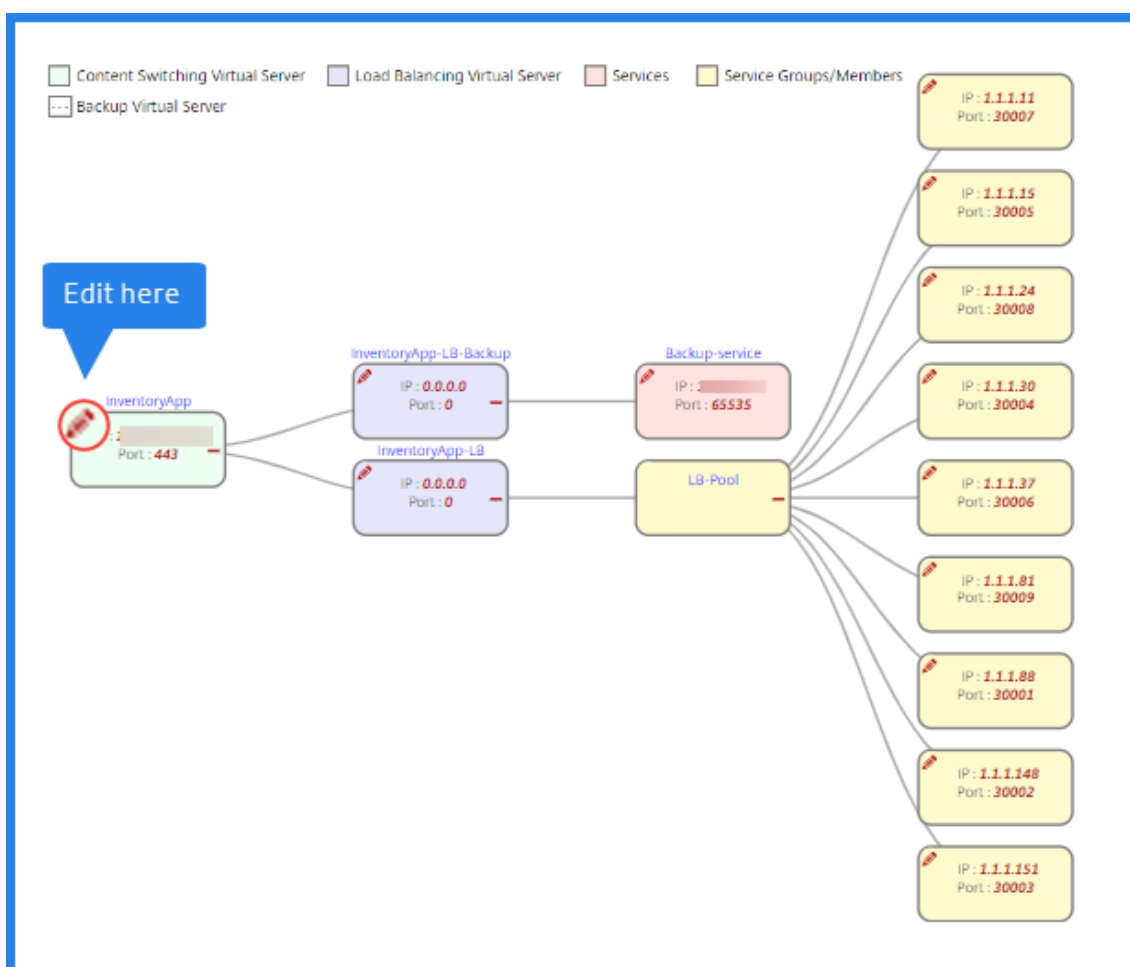 Content Switching Virtual Server
Load Balancing Virtual Server
Services
Service Groups/Members
Backup Virtual Server
Edit here
InventoryApp
Port : 443
InventoryApp-LB-Backup
IP : 0.0.0.0
Port : 0
InventoryApp-LB
IP : 0.0.0.0
Port : 0
Backup-service
IP :
Port : 65535
LB-Pool
IP : 1.1.1.11
Port : 30007
IP : 1.1.1.15
Port : 30005
IP : 1.1.1.24
Port : 30008
IP : 1.1.1.30
Port : 30004
IP : 1.1.1.37
Port : 30006
IP : 1.1.1.81
Port : 30009
IP : 1.1.1.88
Port : 30001
IP : 1.1.1.148
Port : 30002
IP : 1.1.1.151
Port : 30003